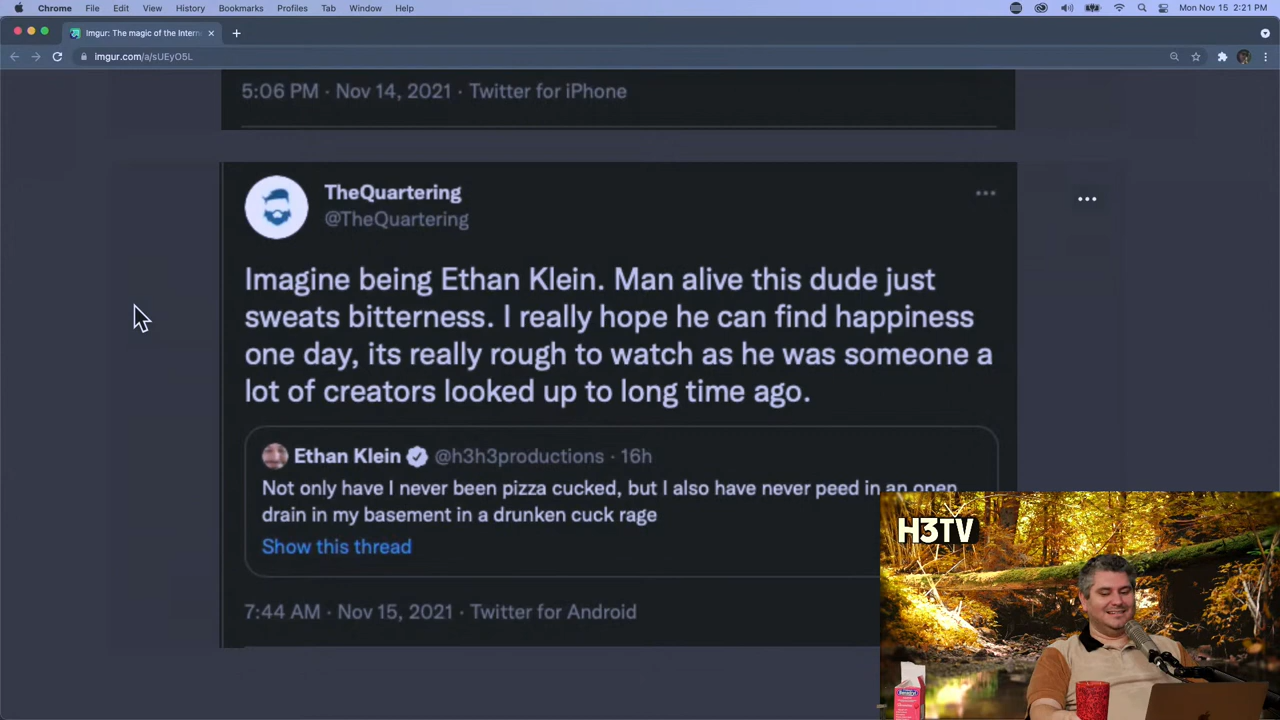 Chrome File Edit View History Bookmarks Profiles Tab Window Help Mon Nov 15 2:21 PM
Imgur: The magic of the Intern
imgur.com/a/sUEyO5L
5:06 PM · Nov 14, 2021 · Twitter for iPhone
TheQuartering
@TheQuartering
Imagine being Ethan Klein. Man alive this dude just
sweats bitterness. I really hope he can find happiness
one day, its really rough to watch as he was someone a
lot of creators looked up to long time ago.
Ethan Klein @h3h3productions · 16h
Not only have I never been pizza cucked, but I also have never peed in an open
drain in my basement in a drunken cuck rage
Show this thread
7:44 AM · Nov 15, 2021 · Twitter for Android
H3TV